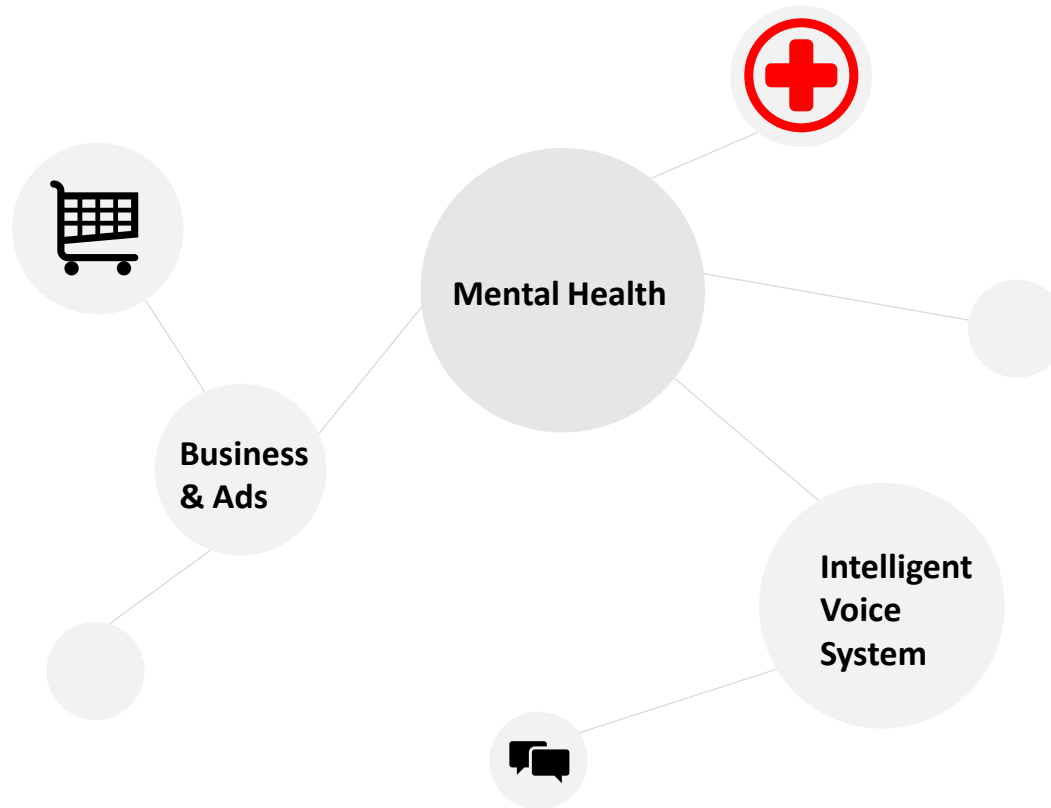 Mental Health
Business
& Ads
Intelligent
Voice
System